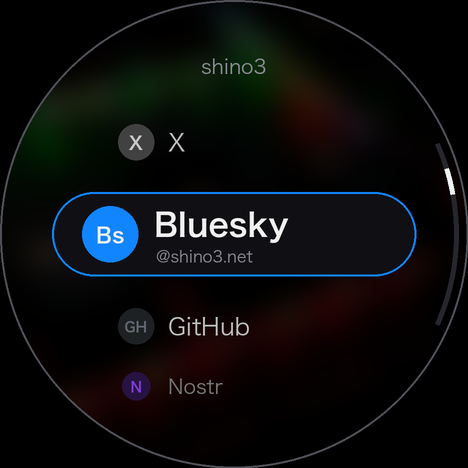 shino3
X X
Bs Bluesky
@shino3.net
GH GitHub
N Nostr